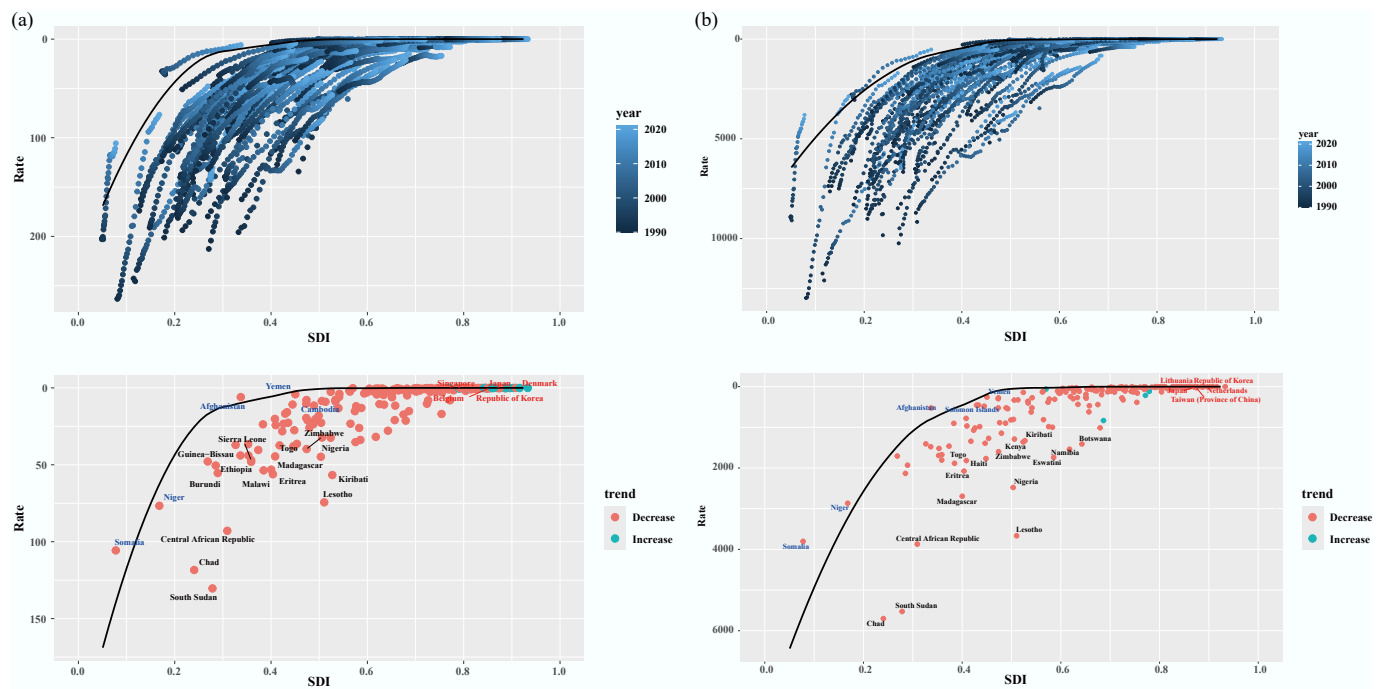 (a)
0
100
200
Rate
0.0 0.2 0.4 0.6 0.8 1.0
SDI
year
2020
2010
2000
1990
(b)
0
5000
10000
Rate
0.0 0.2 0.4 0.6 0.8 1.0
SDI
year
2020
2010
2000
1990
0
50
100
150
Rate
Yemen
Singapore Japan Denmark
Belgium Republic of Korea
Afghanistan
Cambodia
Zimbabwe
Sierra Leone
Togo
Nigeria
Guinea−Bissau
Ethiopia
Madagascar
Burundi
Malawi
Eritrea
Kiribati
Niger
Lesotho
Somalia
Central African Republic
Chad
South Sudan
0.0 0.2 0.4 0.6 0.8 1.0
SDI
trend
Decrease
Increase
0
2000
4000
6000
Rate
Lithuania Republic of Korea
Yemen
Japan
Netherlands
Taiwan (Province of China)
Afghanistan
Solomon Islands
Kiribati
Botswana
Kenya
Namibia
Togo
Haiti
Zimbabwe
Eswatini
Eritrea
Nigeria
Madagascar
Niger
Lesotho
Somalia
Central African Republic
South Sudan
Chad
0.0 0.2 0.4 0.6 0.8 1.0
SDI
trend
Decrease
Increase